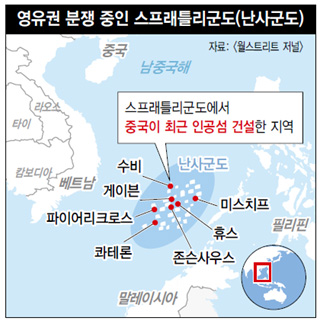 영유권 분쟁 중인 스프래틀리군도(난사군도)
자료: 〈월스트리트 저널〉
중국
남중국해
스프래틀리군도에서
중국이 최근 인공섬 건설한 지역
라오스
타이
캄보디아
베트남
수비
난사군도
게이븐
미스치프
파이어리크로스
필리핀
휴스
콰테론
존슨사우스
말레이시아